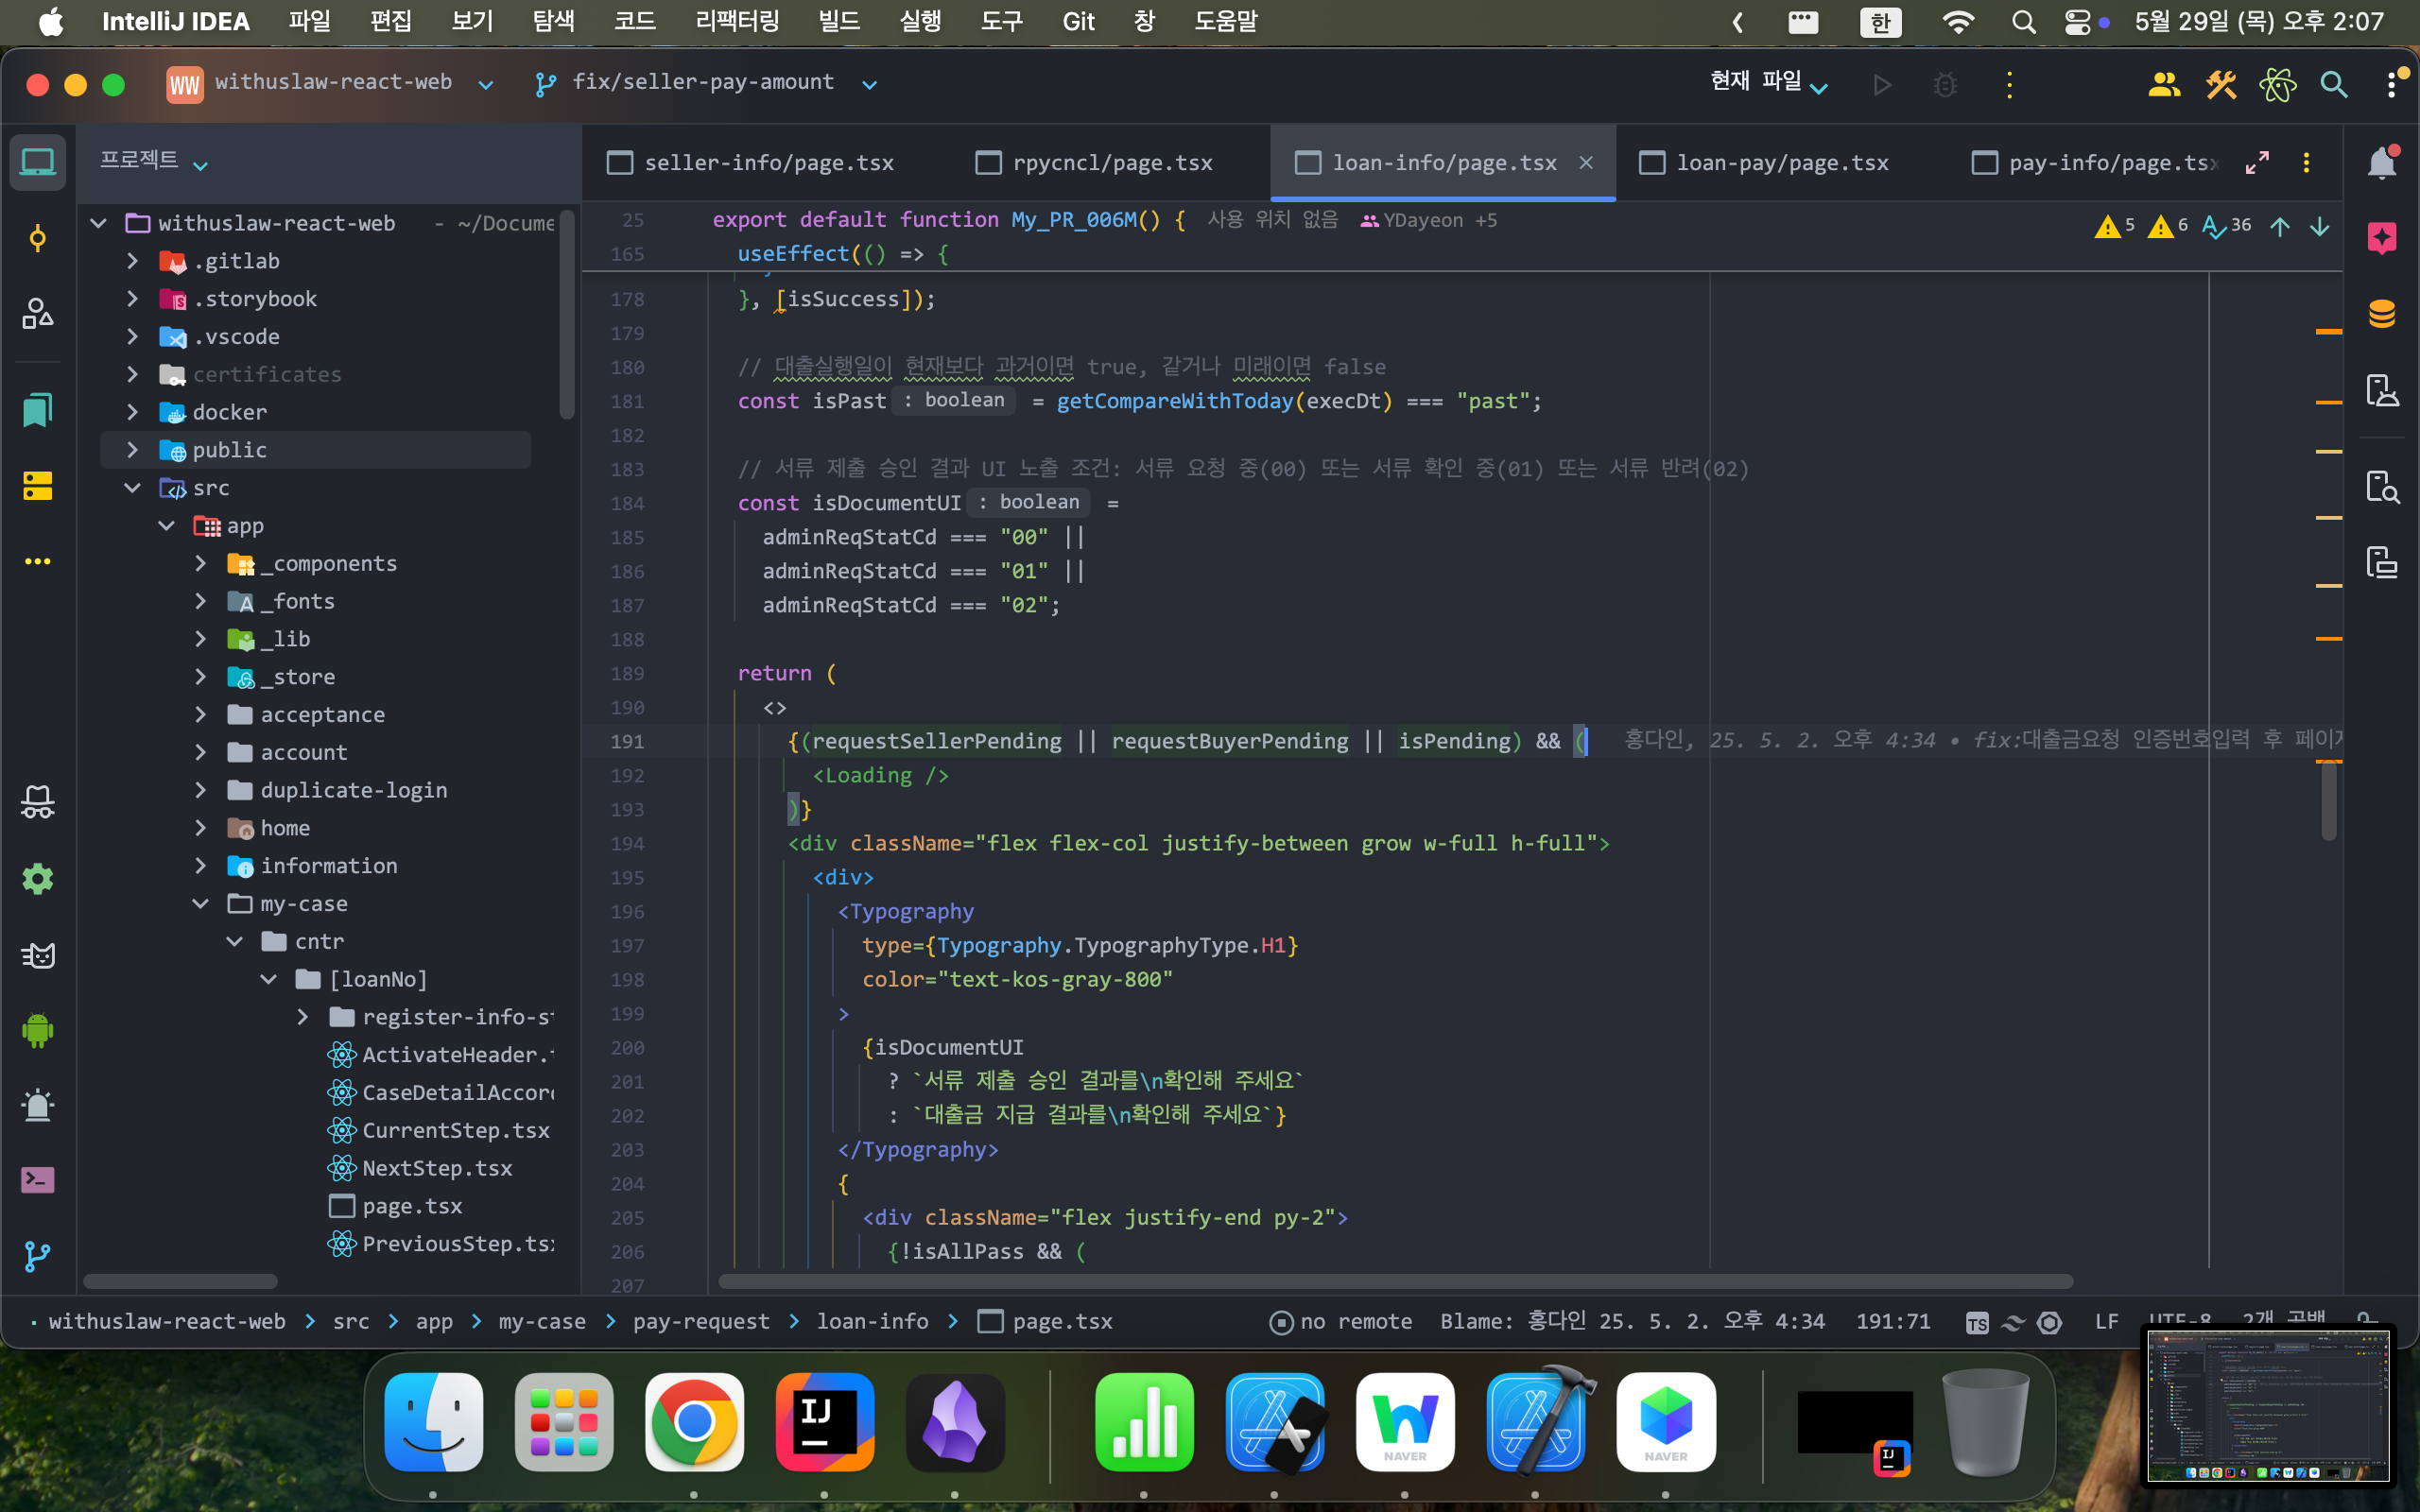 IntelliJ IDEA 파일 편집 보기 탐색 코드 리팩터링 빌드 실행 도구 Git 창 도움말 한 5월 29일 (목) 오후 2:07
WW withuslaw-react-web fix/seller-pay-amount 현재 파일
프로젝트
seller-info/page.tsx rpycncl/page.tsx loan-info/page.tsx × loan-pay/page.tsx pay-info/page.tsx
withuslaw-react-web - ~/Docume
.gitlab
.storybook
.vscode
certificates
docker
public
src
app
_components
_fonts
_lib
_store
acceptance
account
duplicate-login
home
information
my-case
cntr
[loanNo]
register-info-st
ActivateHeader.t
CaseDetailAccord
CurrentStep.tsx
NextStep.tsx
page.tsx
PreviousStep.tsx
25 export default function My_PR_006M() { 사용 위치 없음 YDayeon +5
5 6 36
165 useEffect(() => {
178 }, [isSuccess]);
179
180 // 대출실행일이 현재보다 과거이면 true, 같거나 미래이면 false
181 const isPast : boolean = getCompareWithToday(execDt) === "past";
182
183 // 서류 제출 승인 결과 UI 노출 조건: 서류 요청 중(00) 또는 서류 확인 중(01) 또는 서류 반려(02)
184 const isDocumentUI : boolean =
185 adminReqStatCd === "00" ||
186 adminReqStatCd === "01" ||
187 adminReqStatCd === "02";
188
189 return (
190 <>
191 {(requestSellerPending || requestBuyerPending || isPending) && ( 홍다인, 25. 5. 2. 오후 4:34 • fix:대출금요청 인증번호입력 후 페이지
192 <Loading />
193 )}
194 <div className="flex flex-col justify-between grow w-full h-full">
195 <div>
196 <Typography
197 type={Typography.TypographyType.H1}
198 color="text-kos-gray-800"
199 >
200 {isDocumentUI
201 ? `서류 제출 승인 결과를\n확인해 주세요`
202 : `대출금 지급 결과를\n확인해 주세요`}
203 </Typography>
204 {
205 <div className="flex justify-end py-2">
206 {!isAllPass && (
207
withuslaw-react-web > src > app > my-case > pay-request > loan-info > page.tsx no remote Blame: 홍다인 25. 5. 2. 오후 4:34 191:71 TS LF UTF-8 2개 공백
IJ
NAVER
NAVER
IJ